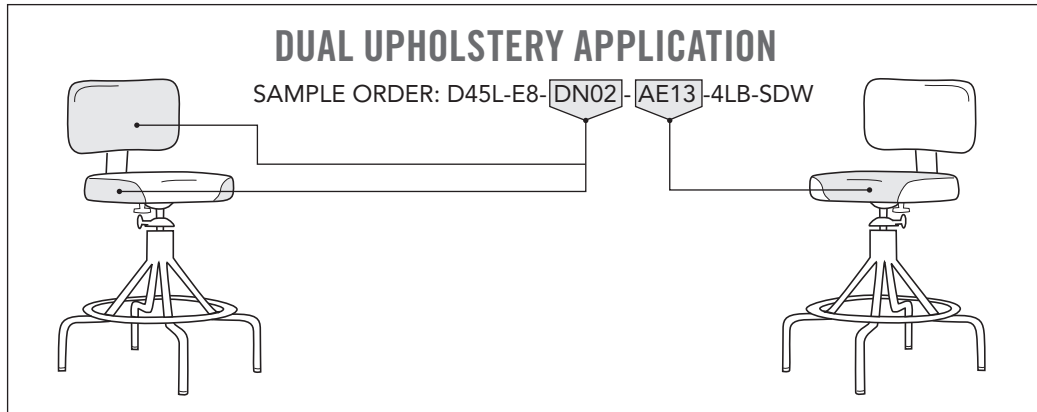 DUAL UPHOLSTERY APPLICATION
SAMPLE ORDER: D45L-E8-DN02-AE13-4LB-SDW